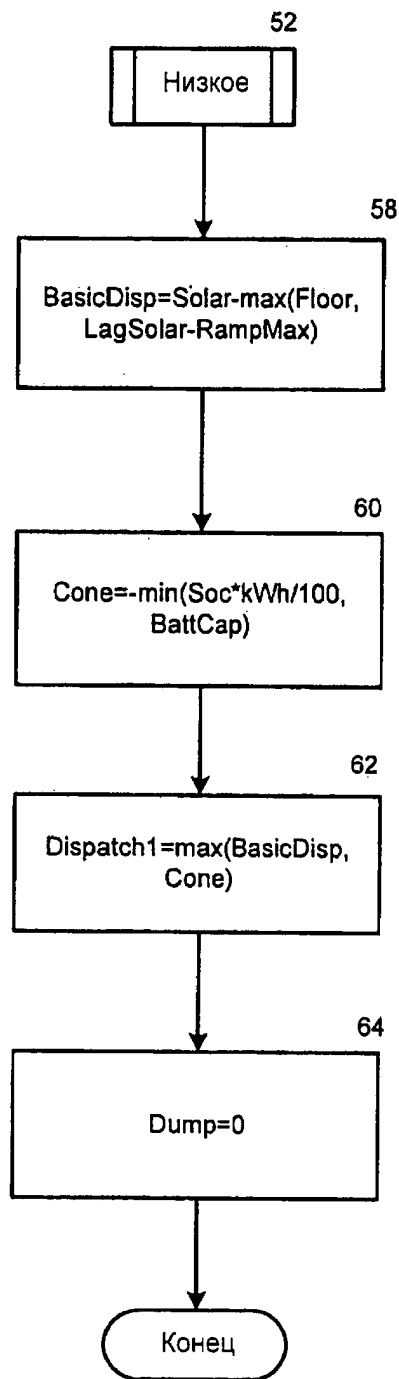 52
Низкое
58
BasicDisp=Solar-max(Floor,
LagSolar-RampMax)
60
Cone=-min(Soc*kWh/100,
BattCap)
62
Dispatch1=max(BasicDisp,
Cone)
64
Dump=0
Конец